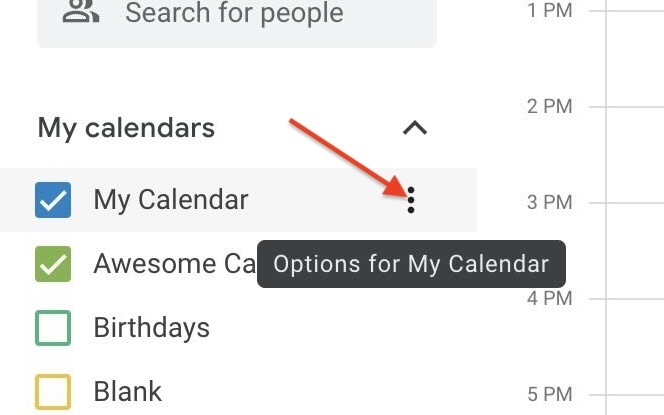 Search for people
My calendars
My Calendar
Awesome Ca
Options for My Calendar
Birthdays
Blank
1 PM
2 PM
3 PM
4 PM
5 PM